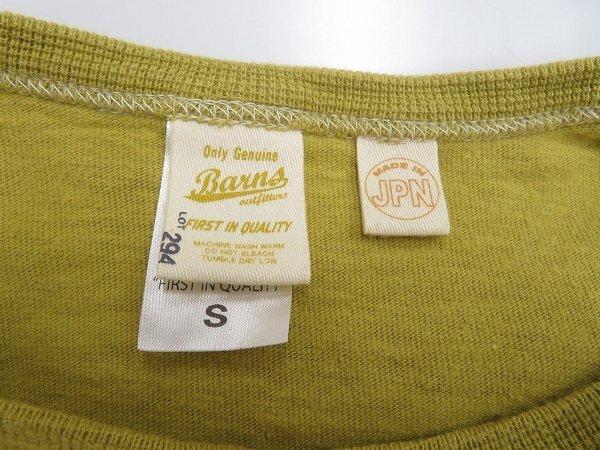 Only Genuine
Barns
outfitters
FIRST IN QUALITY
MACHINE WASH WARM
DO NOT BLEACH
TUMBLE DRY LOW
LOT 294
"FIRST IN QUALITY
S
MADE IN
JPN